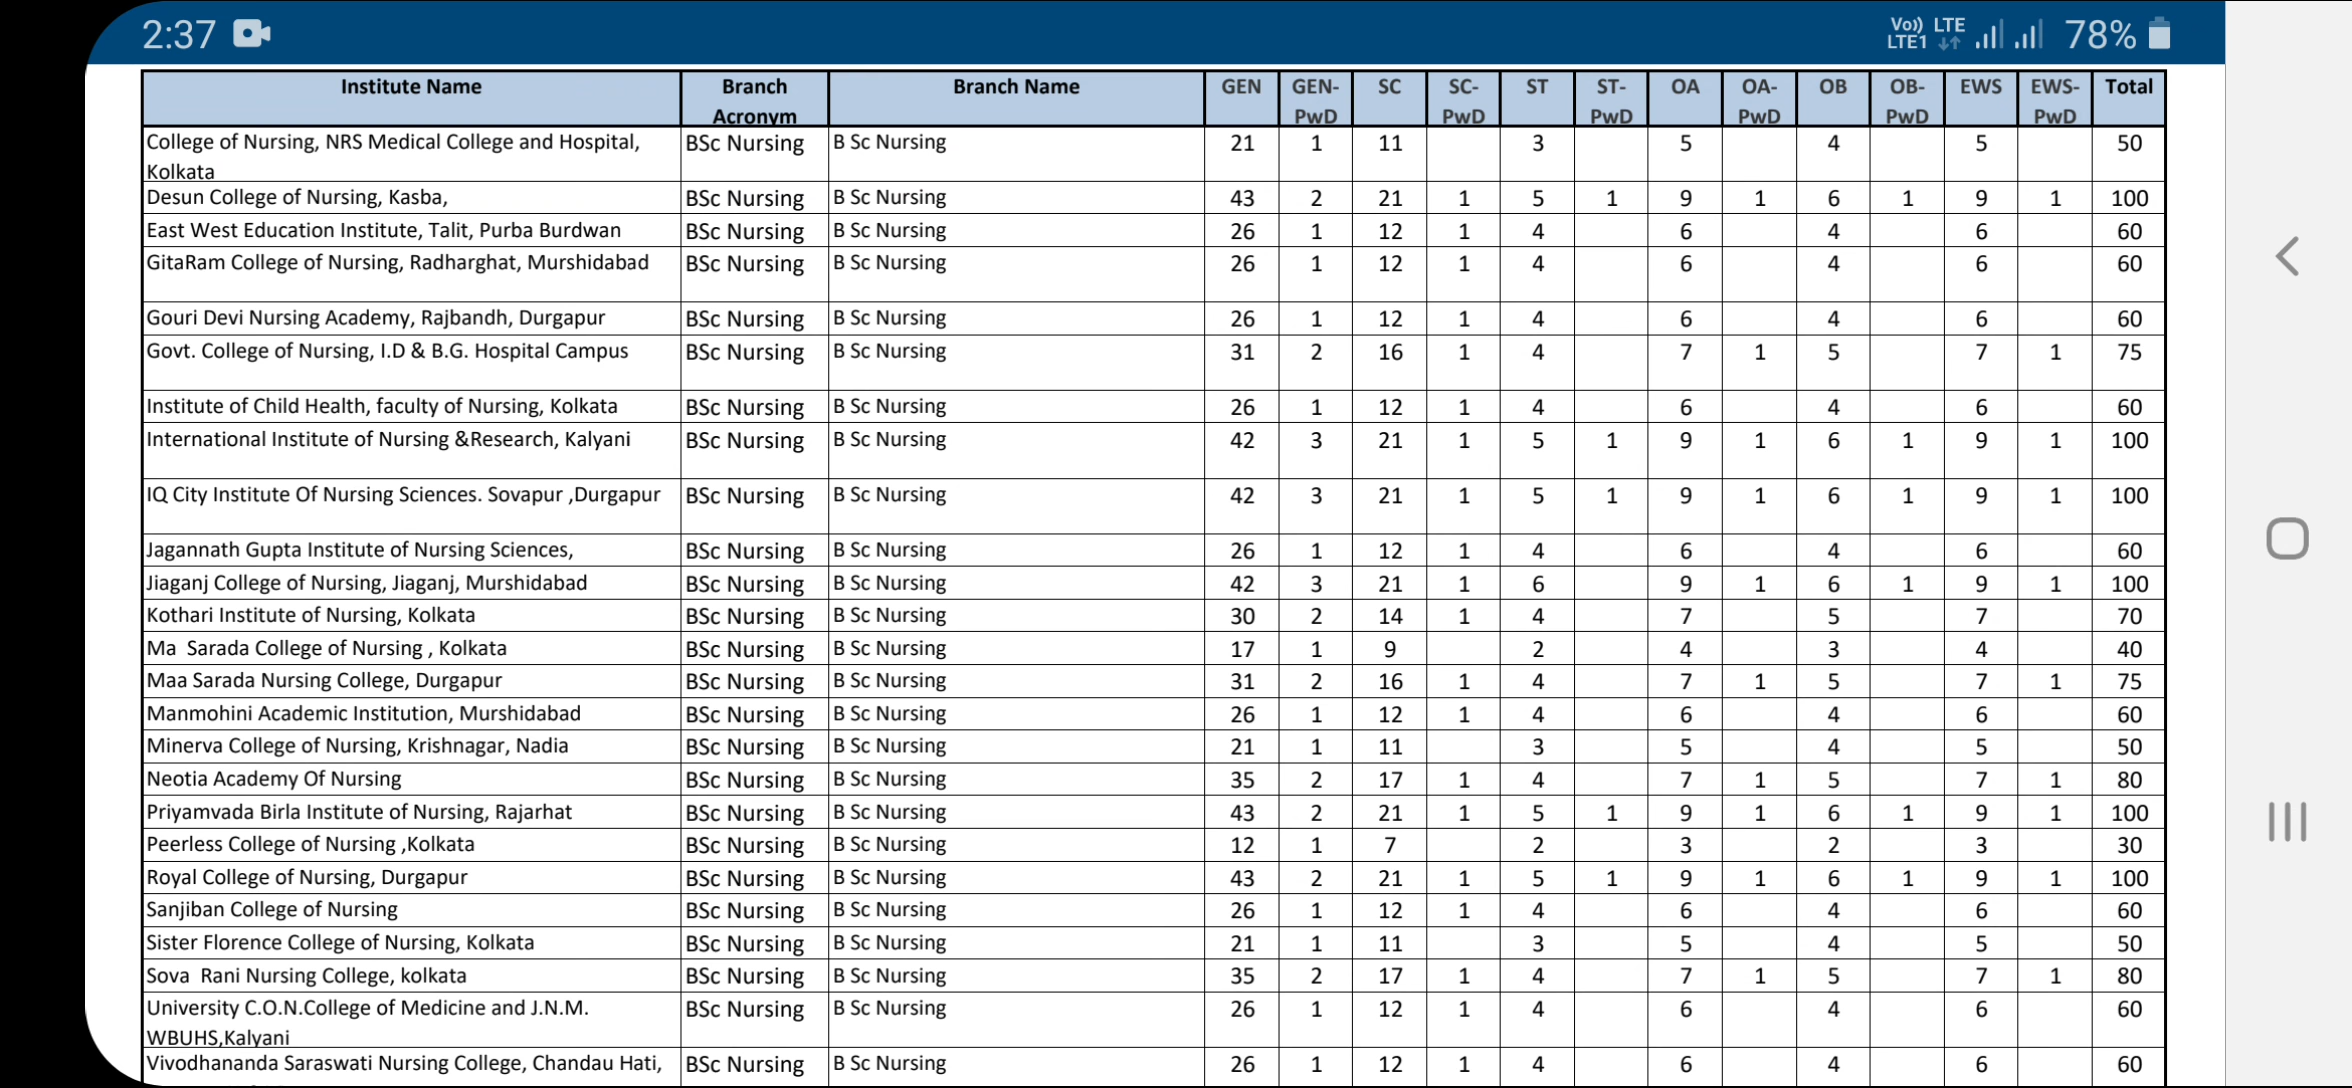 2:37 Vo)) LTE LTE1 78%
Institute Name Branch Acronym Branch Name GEN GEN-PwD SC SC-PwD ST ST-PwD OA OA-PwD OB OB-PwD EWS EWS-PwD Total
College of Nursing, NRS Medical College and Hospital, Kolkata BSc Nursing B Sc Nursing 21 1 11 3 5 4 5 50
Desun College of Nursing, Kasba, BSc Nursing B Sc Nursing 43 2 21 1 5 1 9 1 6 1 9 1 100
East West Education Institute, Talit, Purba Burdwan BSc Nursing B Sc Nursing 26 1 12 1 4 6 4 6 60
GitaRam College of Nursing, Radharghat, Murshidabad BSc Nursing B Sc Nursing 26 1 12 1 4 6 4 6 60
Gouri Devi Nursing Academy, Rajbandh, Durgapur BSc Nursing B Sc Nursing 26 1 12 1 4 6 4 6 60
Govt. College of Nursing, I.D & B.G. Hospital Campus BSc Nursing B Sc Nursing 31 2 16 1 4 7 1 5 7 1 75
Institute of Child Health, faculty of Nursing, Kolkata BSc Nursing B Sc Nursing 26 1 12 1 4 6 4 6 60
International Institute of Nursing &Research, Kalyani BSc Nursing B Sc Nursing 42 3 21 1 5 1 9 1 6 1 9 1 100
IQ City Institute Of Nursing Sciences. Sovapur ,Durgapur BSc Nursing B Sc Nursing 42 3 21 1 5 1 9 1 6 1 9 1 100
Jagannath Gupta Institute of Nursing Sciences, BSc Nursing B Sc Nursing 26 1 12 1 4 6 4 6 60
Jiaganj College of Nursing, Jiaganj, Murshidabad BSc Nursing B Sc Nursing 42 3 21 1 6 9 1 6 1 9 1 100
Kothari Institute of Nursing, Kolkata BSc Nursing B Sc Nursing 30 2 14 1 4 7 5 7 70
Ma Sarada College of Nursing , Kolkata BSc Nursing B Sc Nursing 17 1 9 2 4 3 4 40
Maa Sarada Nursing College, Durgapur BSc Nursing B Sc Nursing 31 2 16 1 4 7 1 5 7 1 75
Manmohini Academic Institution, Murshidabad BSc Nursing B Sc Nursing 26 1 12 1 4 6 4 6 60
Minerva College of Nursing, Krishnagar, Nadia BSc Nursing B Sc Nursing 21 1 11 3 5 4 5 50
Neotia Academy Of Nursing BSc Nursing B Sc Nursing 35 2 17 1 4 7 1 5 7 1 80
Priyamvada Birla Institute of Nursing, Rajarhat BSc Nursing B Sc Nursing 43 2 21 1 5 1 9 1 6 1 9 1 100
Peerless College of Nursing ,Kolkata BSc Nursing B Sc Nursing 12 1 7 2 3 2 3 30
Royal College of Nursing, Durgapur BSc Nursing B Sc Nursing 43 2 21 1 5 1 9 1 6 1 9 1 100
Sanjiban College of Nursing BSc Nursing B Sc Nursing 26 1 12 1 4 6 4 6 60
Sister Florence College of Nursing, Kolkata BSc Nursing B Sc Nursing 21 1 11 3 5 4 5 50
Sova Rani Nursing College, kolkata BSc Nursing B Sc Nursing 35 2 17 1 4 7 1 5 7 1 80
University C.O.N.College of Medicine and J.N.M. WBUHS,Kalyani BSc Nursing B Sc Nursing 26 1 12 1 4 6 4 6 60
Vivodhananda Saraswati Nursing College, Chandau Hati, BSc Nursing B Sc Nursing 26 1 12 1 4 6 4 6 60